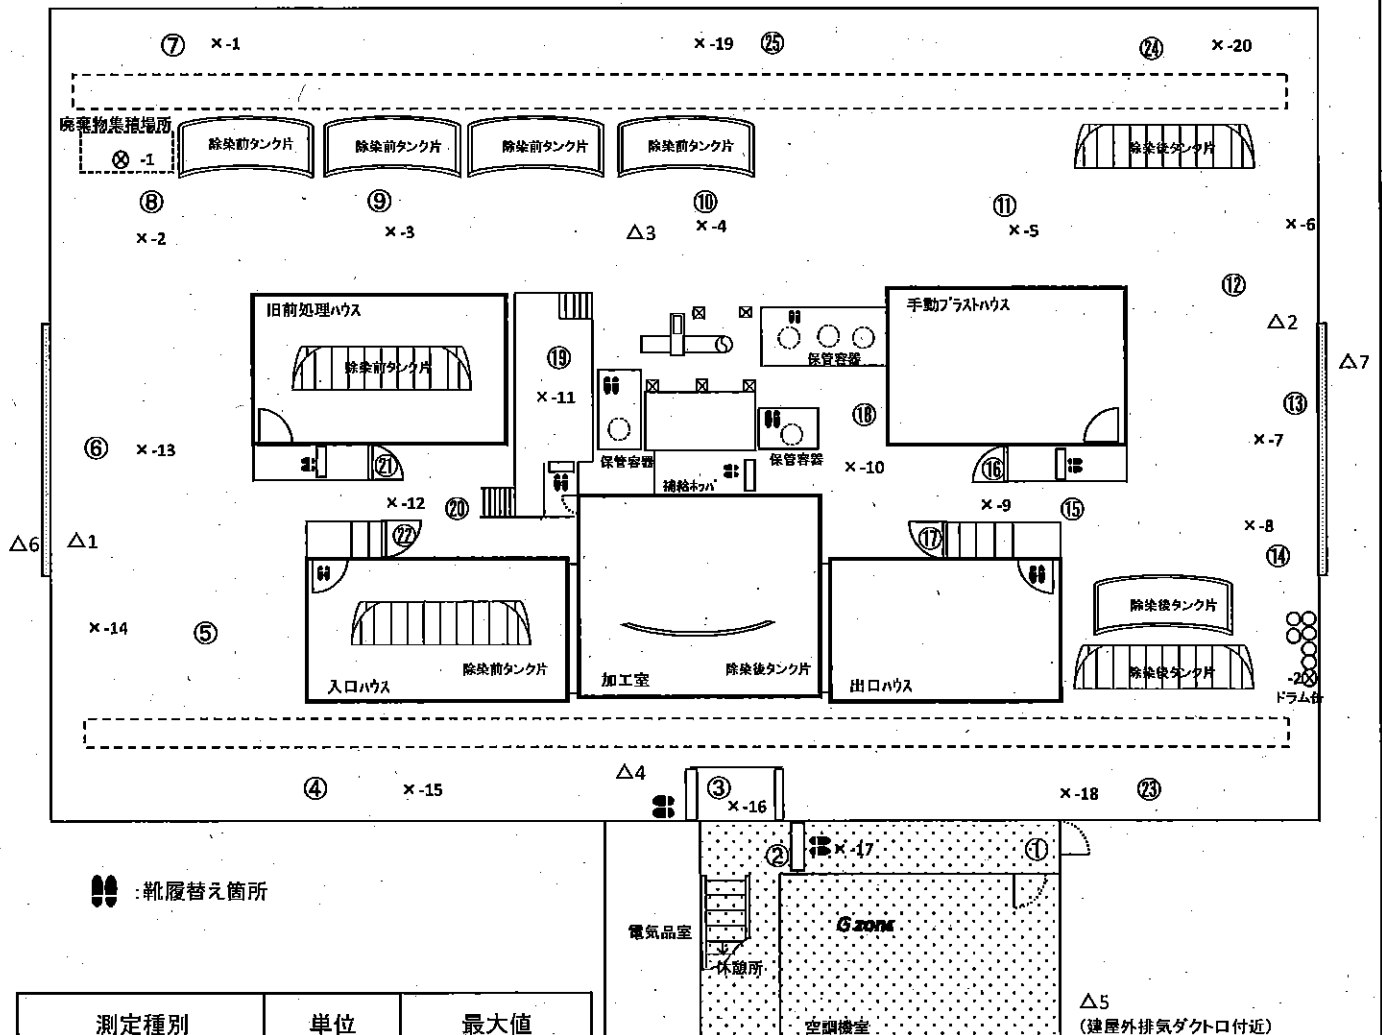 ⑦ ×-1 ×-19 ㉕ ㉔ ×-20
廃棄物集積場所
⊗ -1
除染前タンク片 除染前タンク片 除染前タンク片 除染前タンク片 除染後タンク片
⑧ ⑨ ⑩ ⑪
×-2 ×-3 △3 ×-4 ×-5 ×-6
⑫
旧前処理ハウス 手動ブラストハウス △2
保管容器
除染前タンク片 ⑲ △7
×-11 ⑱ ⑬
⑥ ×-13 ×-7
㉑ 保管容器 保管容器 ×-10 ⑯
補給ホッパ
×-12 ⑳ ×-9 ⑮
×-8
△6 △1 ㉒ ⑰ ⑭
×-14 ⑤ 除染後タンク片
除染前タンク片 除染後タンク片 除染後タンク片
入口ハウス 加工室 出口ハウス -2⊗
ドラム缶
④ ×-15 △4 ③ ×-16 ×-18 ㉓
② ×-17 ①
:靴履替え箇所
G zone
電気品室
休憩所
測定種別 単位 最大値
空調機室
△5
(建屋外排気ダクト口付近)